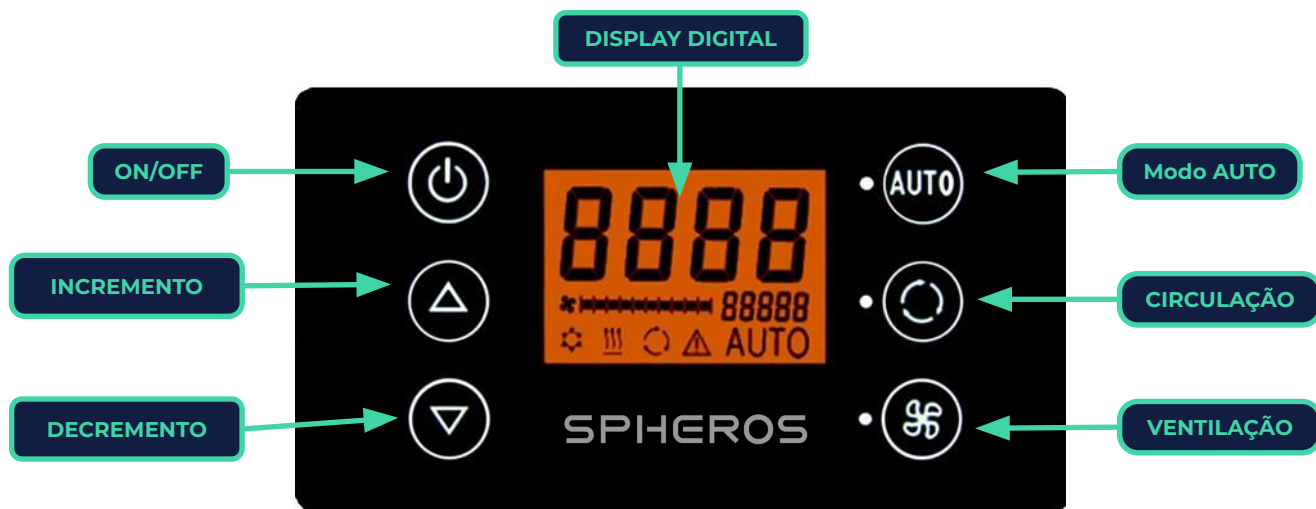 DISPLAY DIGITAL
ON/OFF
INCREMENTO
DECREMENTO
AUTO
8888
88888
AUTO
SPHEROS
Modo AUTO
CIRCULAÇÃO
VENTILAÇÃO